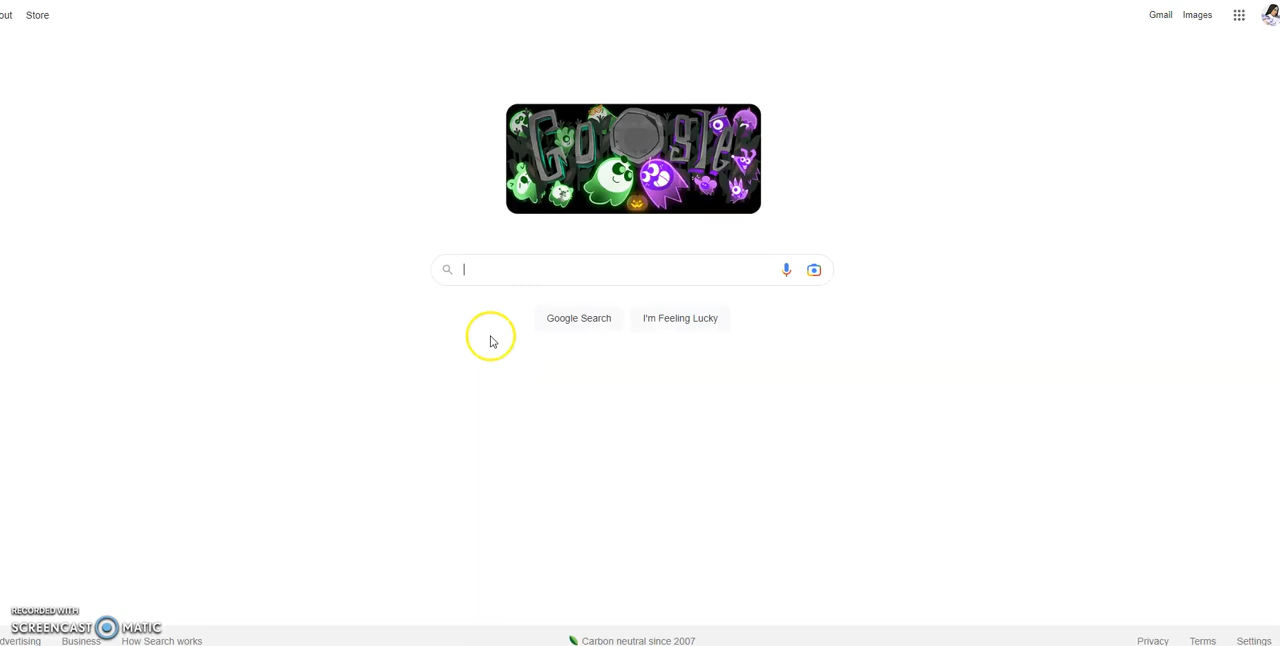 out Store
Gmail Images
Google
Google Search I'm Feeling Lucky
RECORDED WITH
SCREENCAST MATIC
dvertising Business How Search works
Carbon neutral since 2007
Privacy Terms Settings